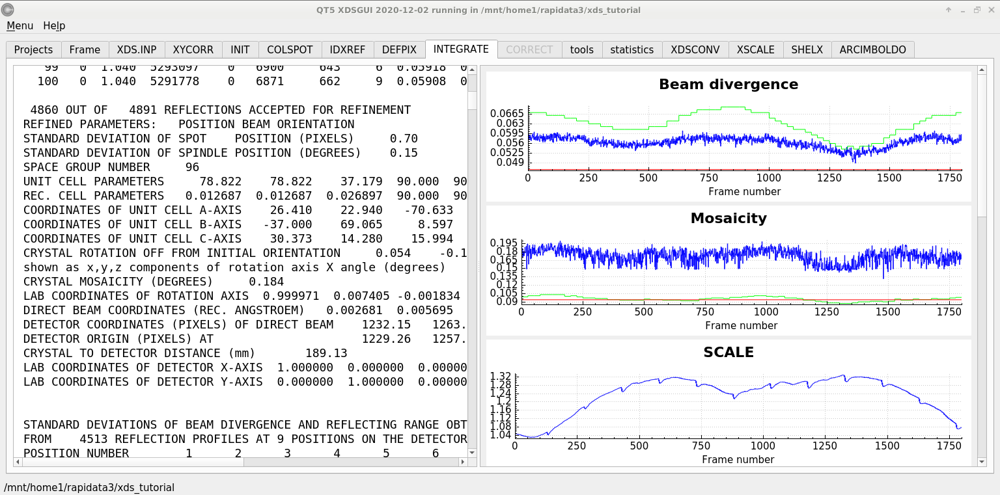 QT5 XDSGUI 2020-12-02 running in /mnt/home1/rapidata3/xds_tutorial
Menu Help
Projects Frame XDS.INP XYCORR INIT COLSPOT IDXREF DEFPIX INTEGRATE CORRECT tools statistics XDSCONV XSCALE SHELX ARCIMBOLDO
99 0 1.040 5293097 0 6900 643 6 0.05918 0
100 0 1.040 5291778 0 6871 662 9 0.05908 0
4860 OUT OF 4891 REFLECTIONS ACCEPTED FOR REFINEMENT
REFINED PARAMETERS: POSITION BEAM ORIENTATION
STANDARD DEVIATION OF SPOT POSITION (PIXELS) 0.70
STANDARD DEVIATION OF SPINDLE POSITION (DEGREES) 0.15
SPACE GROUP NUMBER 96
UNIT CELL PARAMETERS 78.822 78.822 37.179 90.000 90
REC. CELL PARAMETERS 0.012687 0.012687 0.026897 90.000 90
COORDINATES OF UNIT CELL A-AXIS 26.410 22.940 -70.633
COORDINATES OF UNIT CELL B-AXIS -37.000 69.065 8.597
COORDINATES OF UNIT CELL C-AXIS 30.373 14.280 15.994
CRYSTAL ROTATION OFF FROM INITIAL ORIENTATION 0.054 -0.1
shown as x,y,z components of rotation axis X angle (degrees)
CRYSTAL MOSAICITY (DEGREES) 0.184
LAB COORDINATES OF ROTATION AXIS 0.999971 0.007405 -0.001834
DIRECT BEAM COORDINATES (REC. ANGSTROEM) 0.002681 0.005695
DETECTOR COORDINATES (PIXELS) OF DIRECT BEAM 1232.15 1263.
DETECTOR ORIGIN (PIXELS) AT 1229.26 1257.
CRYSTAL TO DETECTOR DISTANCE (mm) 189.13
LAB COORDINATES OF DETECTOR X-AXIS 1.000000 0.000000 0.00000
LAB COORDINATES OF DETECTOR Y-AXIS 0.000000 1.000000 0.00000
STANDARD DEVIATIONS OF BEAM DIVERGENCE AND REFLECTING RANGE OBT
FROM 4513 REFLECTION PROFILES AT 9 POSITIONS ON THE DETECTOR
POSITION NUMBER 1 2 3 4 5 6
Beam divergence
0.0665
0.063
0.0595
0.056
0.0525
0.049
0 250 500 750 1000 1250 1500 1750
Frame number
Mosaicity
0.195
0.18
0.165
0.15
0.135
0.12
0.105
0.09
0 250 500 750 1000 1250 1500 1750
Frame number
SCALE
1.32
1.28
1.24
1.2
1.16
1.12
1.08
1.04
0 250 500 750 1000 1250 1500 1750
Frame number
/mnt/home1/rapidata3/xds_tutorial